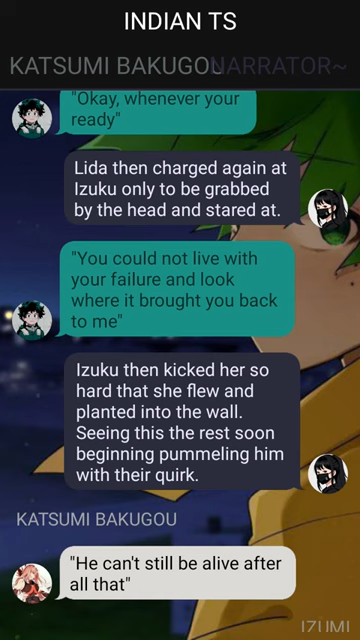 INDIAN TS
KATSUMI BAKUGOU
NARRATOR~
"Okay, whenever your
ready"
Lida then charged again at
Izuku only to be grabbed
by the head and stared at.
"You could not live with
your failure and look
where it brought you back
to me"
Izuku then kicked her so
hard that she flew and
planted into the wall.
Seeing this the rest soon
beginning pummeling him
with their quirk.
KATSUMI BAKUGOU
"He can't still be alive after
all that"
IZUMI